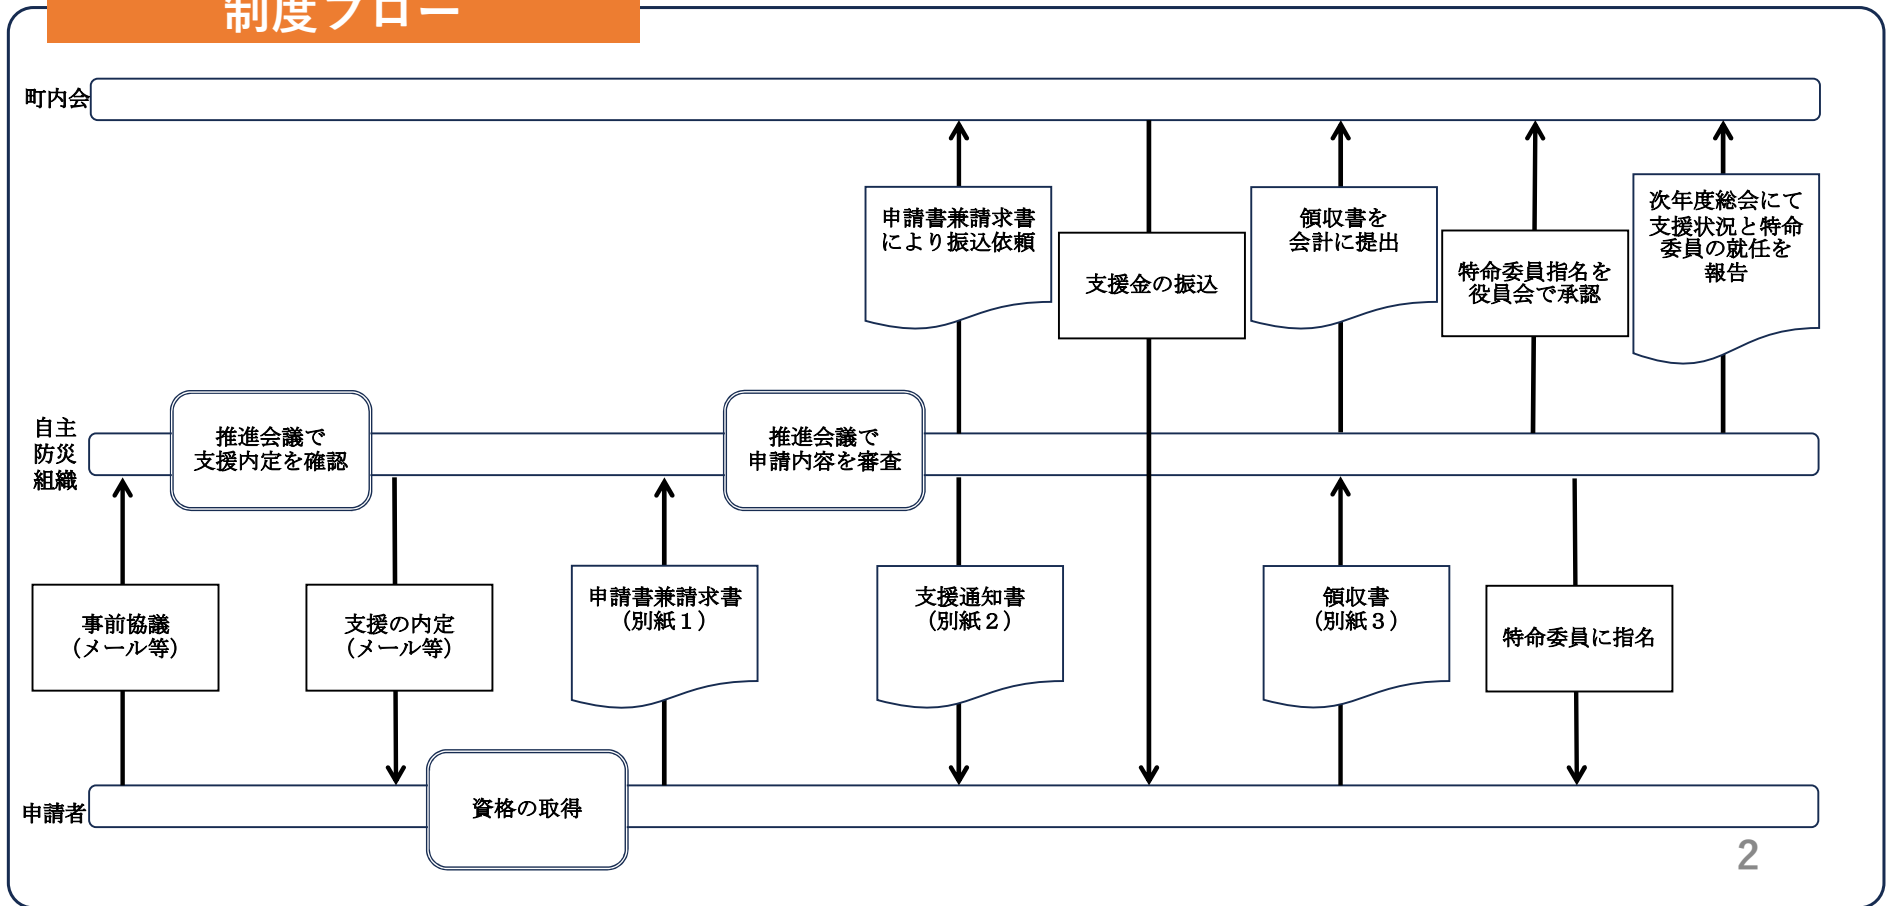 制度フロー
町内会
申請書兼請求書
により振込依頼
支援金の振込
領収書を
会計に提出
特命委員指名を
役員会で承認
次年度総会にて
支援状況と特命
委員の就任を
報告
自主
防災
組織
推進会議で
支援内定を確認
推進会議で
申請内容を審査
事前協議
(メール等)
支援の内定
(メール等)
申請書兼請求書
(別紙1)
支援通知書
(別紙2)
領収書
(別紙3)
特命委員に指名
申請者
資格の取得
2